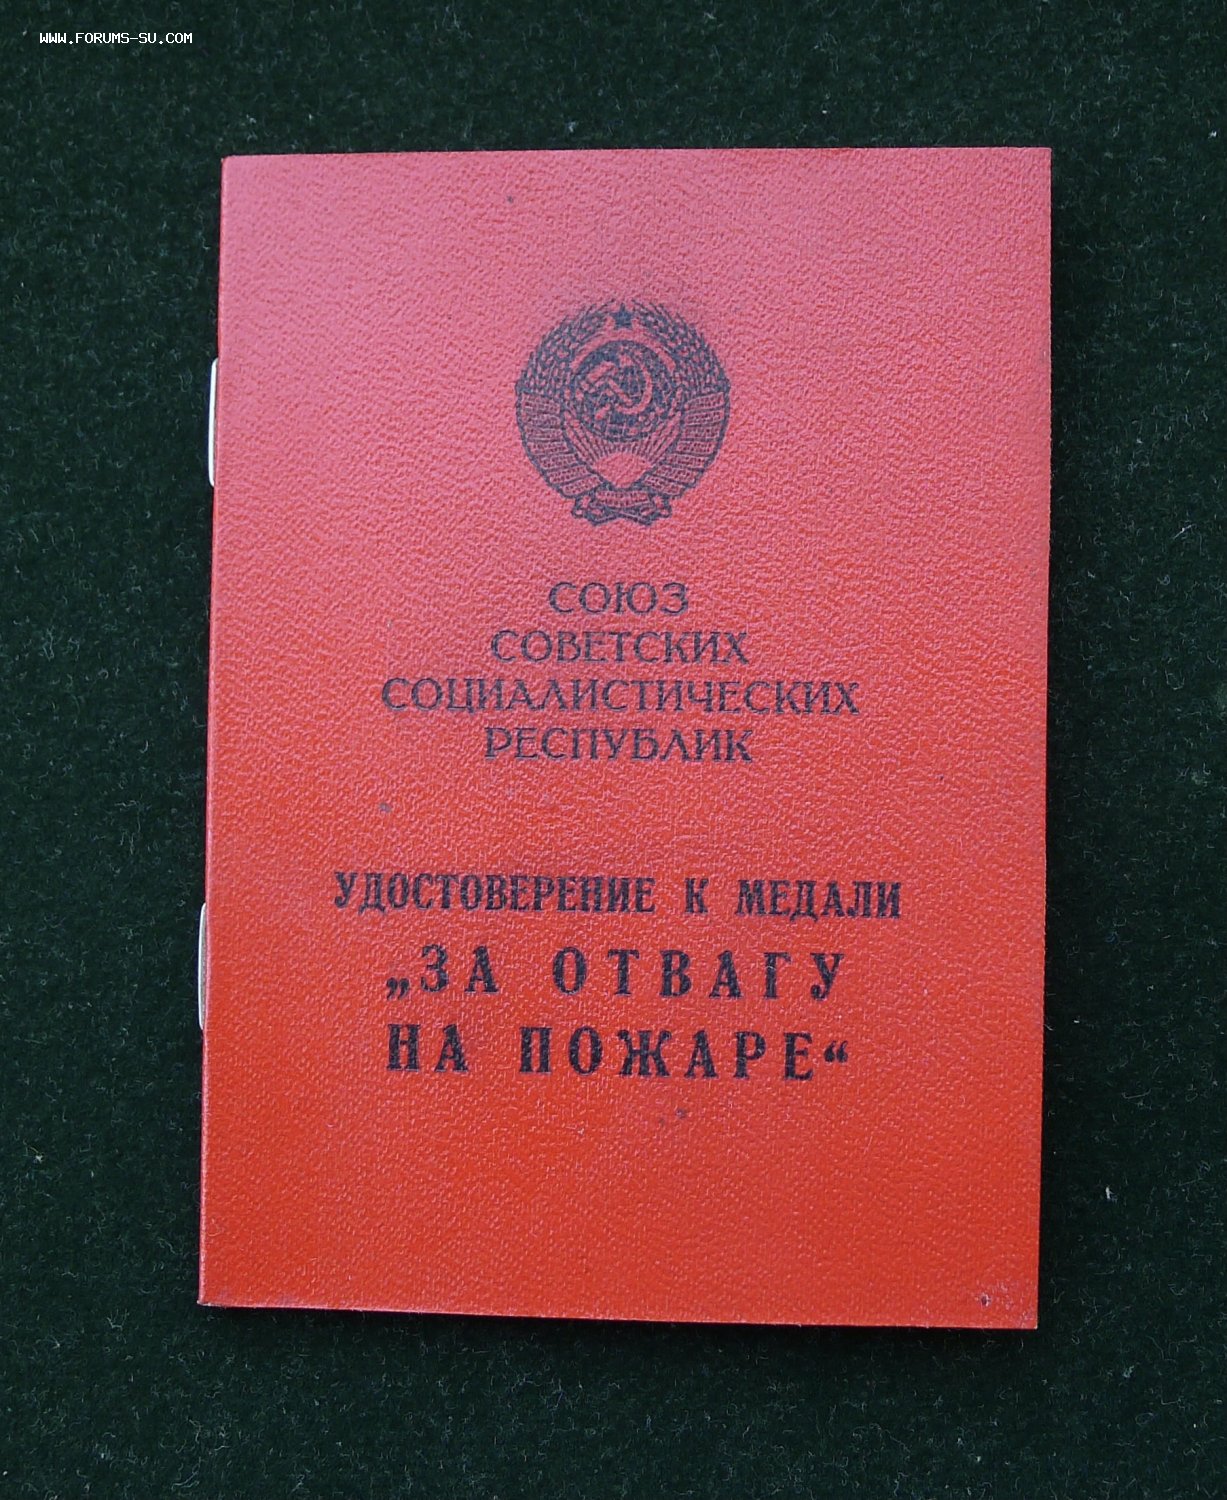 WWW.FORUMS-SU.COM
СОЮЗ
СОВЕТСКИХ
СОЦИАЛИСТИЧЕСКИХ
РЕСПУБЛИК
УДОСТОВЕРЕНИЕ К МЕДАЛИ
„ЗА ОТВАГУ
НА ПОЖАРЕ“